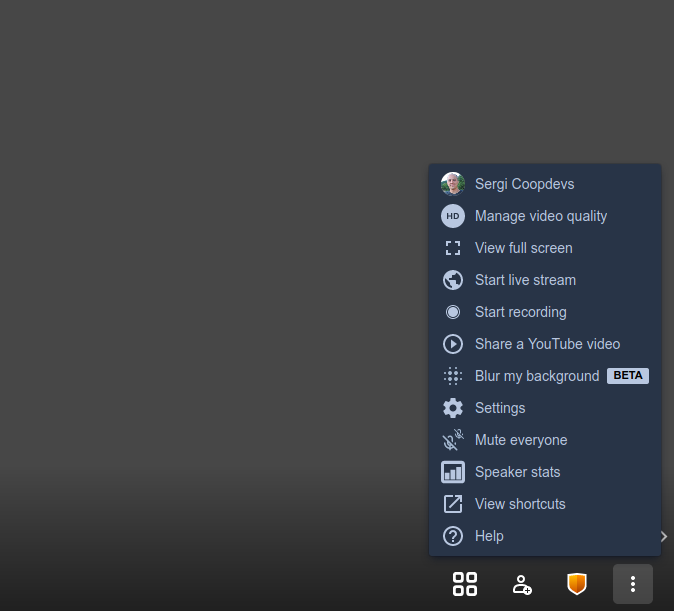 Sergi Coopdevs
HD Manage video quality
View full screen
Start live stream
Start recording
Share a YouTube video
Blur my background BETA
Settings
Mute everyone
Speaker stats
View shortcuts
Help